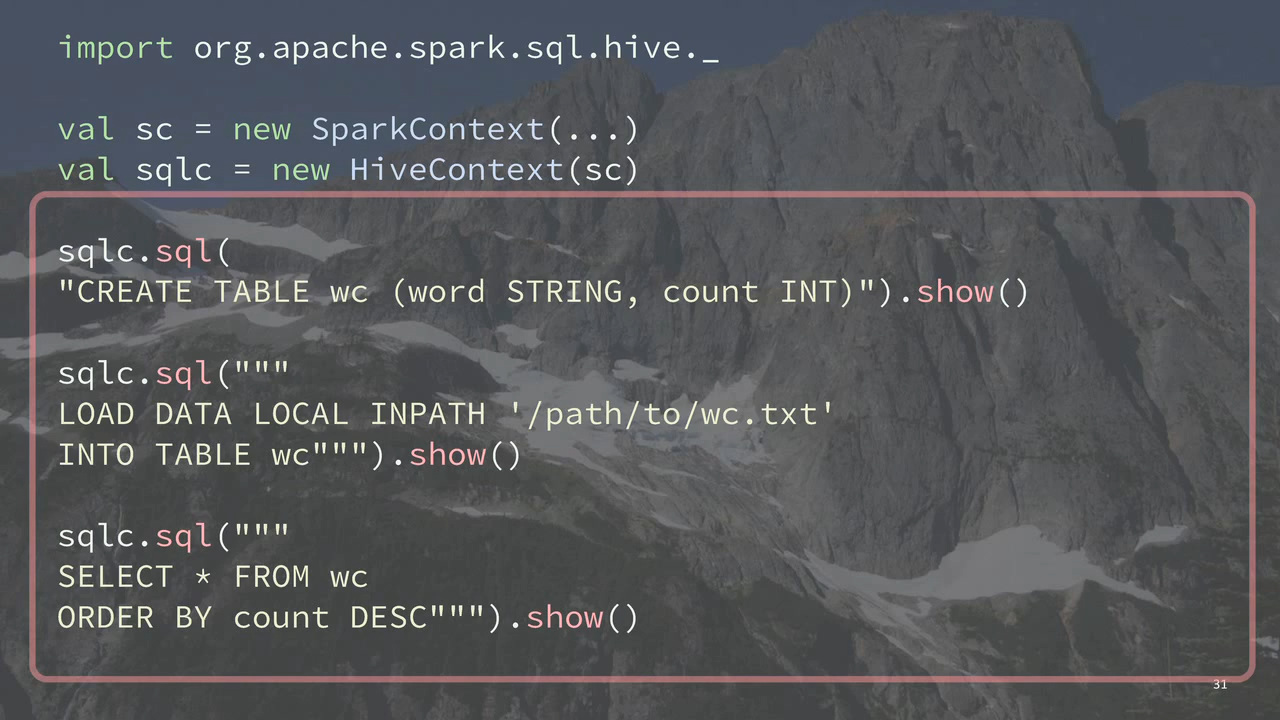 import org.apache.spark.sql.hive._
val sc = new SparkContext(...)
val sqlc = new HiveContext(sc)
sqlc.sql(
"CREATE TABLE wc (word STRING, count INT)").show()
sqlc.sql("""
LOAD DATA LOCAL INPATH '/path/to/wc.txt'
INTO TABLE wc""").show()
sqlc.sql("""
SELECT * FROM wc
ORDER BY count DESC""").show()
31